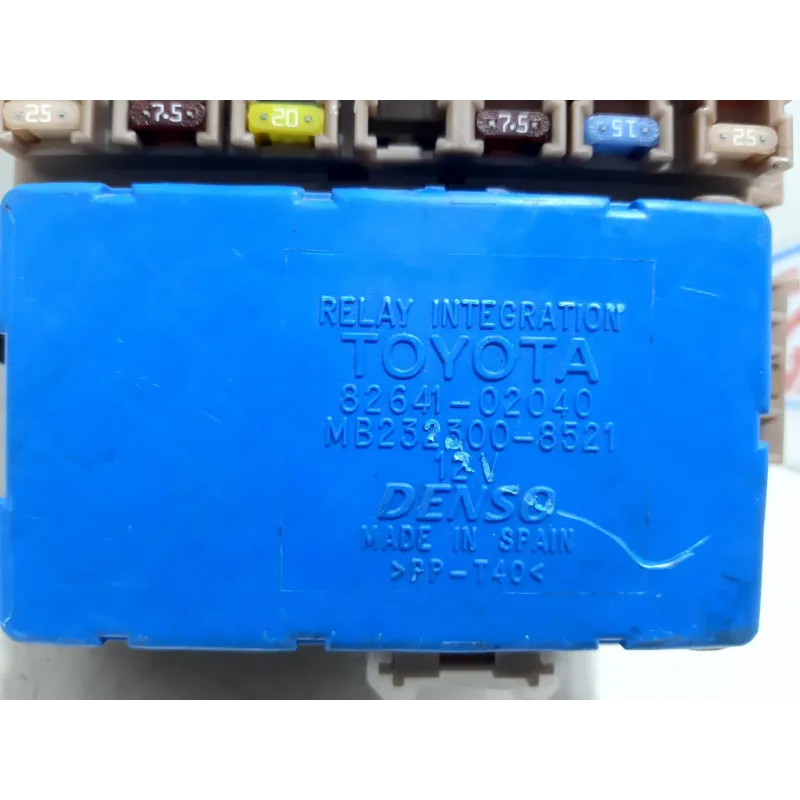 25 7.5 20 7.5 15 25
RELAY INTEGRATION
TOYOTA
82641-02040
MB232300-8521
12V
DENSO
MADE IN SPAIN
>PP-T40<